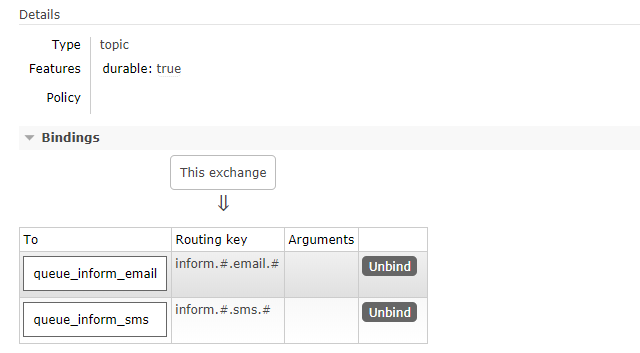 Details
Type topic
Features durable: true
Policy
Bindings
This exchange
⇓
To Routing key Arguments
queue_inform_email inform.#.email.# Unbind
queue_inform_sms inform.#.sms.# Unbind